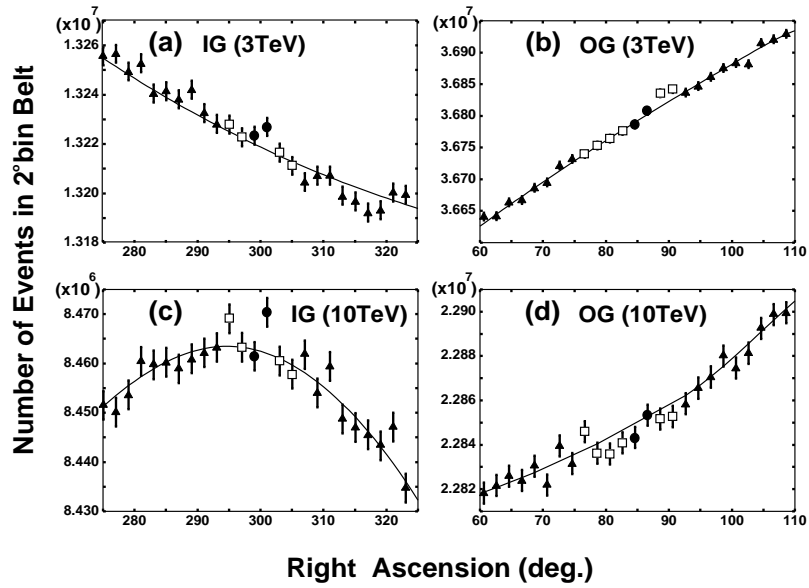 Number of Events in 2°bin Belt
(x10⁷)
(a) IG (3TeV)
1.326
1.324
1.322
1.320
1.318
280 290 300 310 320
(x10⁷)
(b) OG (3TeV)
3.695
3.690
3.685
3.680
3.675
3.670
3.665
60 70 80 90 100 110
(x10⁶)
(c) IG (10TeV)
8.470
8.460
8.450
8.440
8.430
280 290 300 310 320
(x10⁷)
(d) OG (10TeV)
2.290
2.288
2.286
2.284
2.282
60 70 80 90 100 110
Right Ascension (deg.)